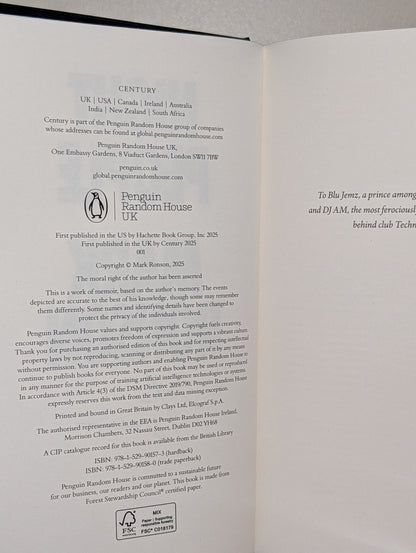 CENTURY
UK | USA | Canada | Ireland | Australia
India | New Zealand | South Africa
Century is part of the Penguin Random House group of companies
whose addresses can be found at global.penguinrandomhouse.com
Penguin Random House UK,
One Embassy Gardens, 8 Viaduct Gardens, London SW11 7BW
penguin.co.uk
global.penguinrandomhouse.com
Penguin
Random House
UK
First published in the US by Hachette Book Group, Inc 2025
First published in the UK by Century 2025
001
Copyright © Mark Ronson, 2025
The moral right of the author has been asserted
This is a work of memoir, based on the author's memory. The events
depicted are accurate to the best of his knowledge, though some may remember
them differently. Some names and identifying details have been changed to
protect the privacy of the individuals involved.
Penguin Random House values and supports copyright. Copyright fuels creativity,
encourages diverse voices, promotes freedom of expression and supports a vibrant culture.
Thank you for purchasing an authorised edition of this book and for respecting intellectual
property laws by not reproducing, scanning or distributing any part of it by any means
without permission. You are supporting authors and enabling Penguin Random House to
continue to publish books for everyone. No part of this book may be used or reproduced
in any manner for the purpose of training artificial intelligence technologies or systems.
In accordance with Article 4(3) of the DSM Directive 2019/790, Penguin Random House
expressly reserves this work from the text and data mining exception.
Printed and bound in Great Britain by Clays Ltd, Elcograf S.p.A.
The authorised representative in the EEA is Penguin Random House Ireland,
Morrison Chambers, 32 Nassau Street, Dublin D02 YH68
A CIP catalogue record for this book is available from the British Library
ISBN: 978-1-529-90157-3 (hardback)
ISBN: 978-1-529-90158-0 (trade paperback)
Penguin Random House is committed to a sustainable future
for our business, our readers and our planet. This book is made from
Forest Stewardship Council® certified paper.
FSC
www.fsc.org
MIX
Paper | Supporting
responsible forestry
FSC® C018179
To Blu Jemz, a prince among
and DJ AM, the most ferociously
behind club Techn